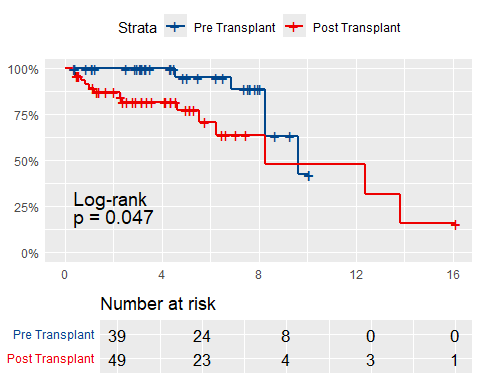 Strata Pre Transplant Post Transplant
100%
75%
50%
25%
0%
Log-rank
p = 0.047
0 4 8 12 16
Number at risk
Pre Transplant 39 24 8 0 0
Post Transplant 49 23 4 3 1